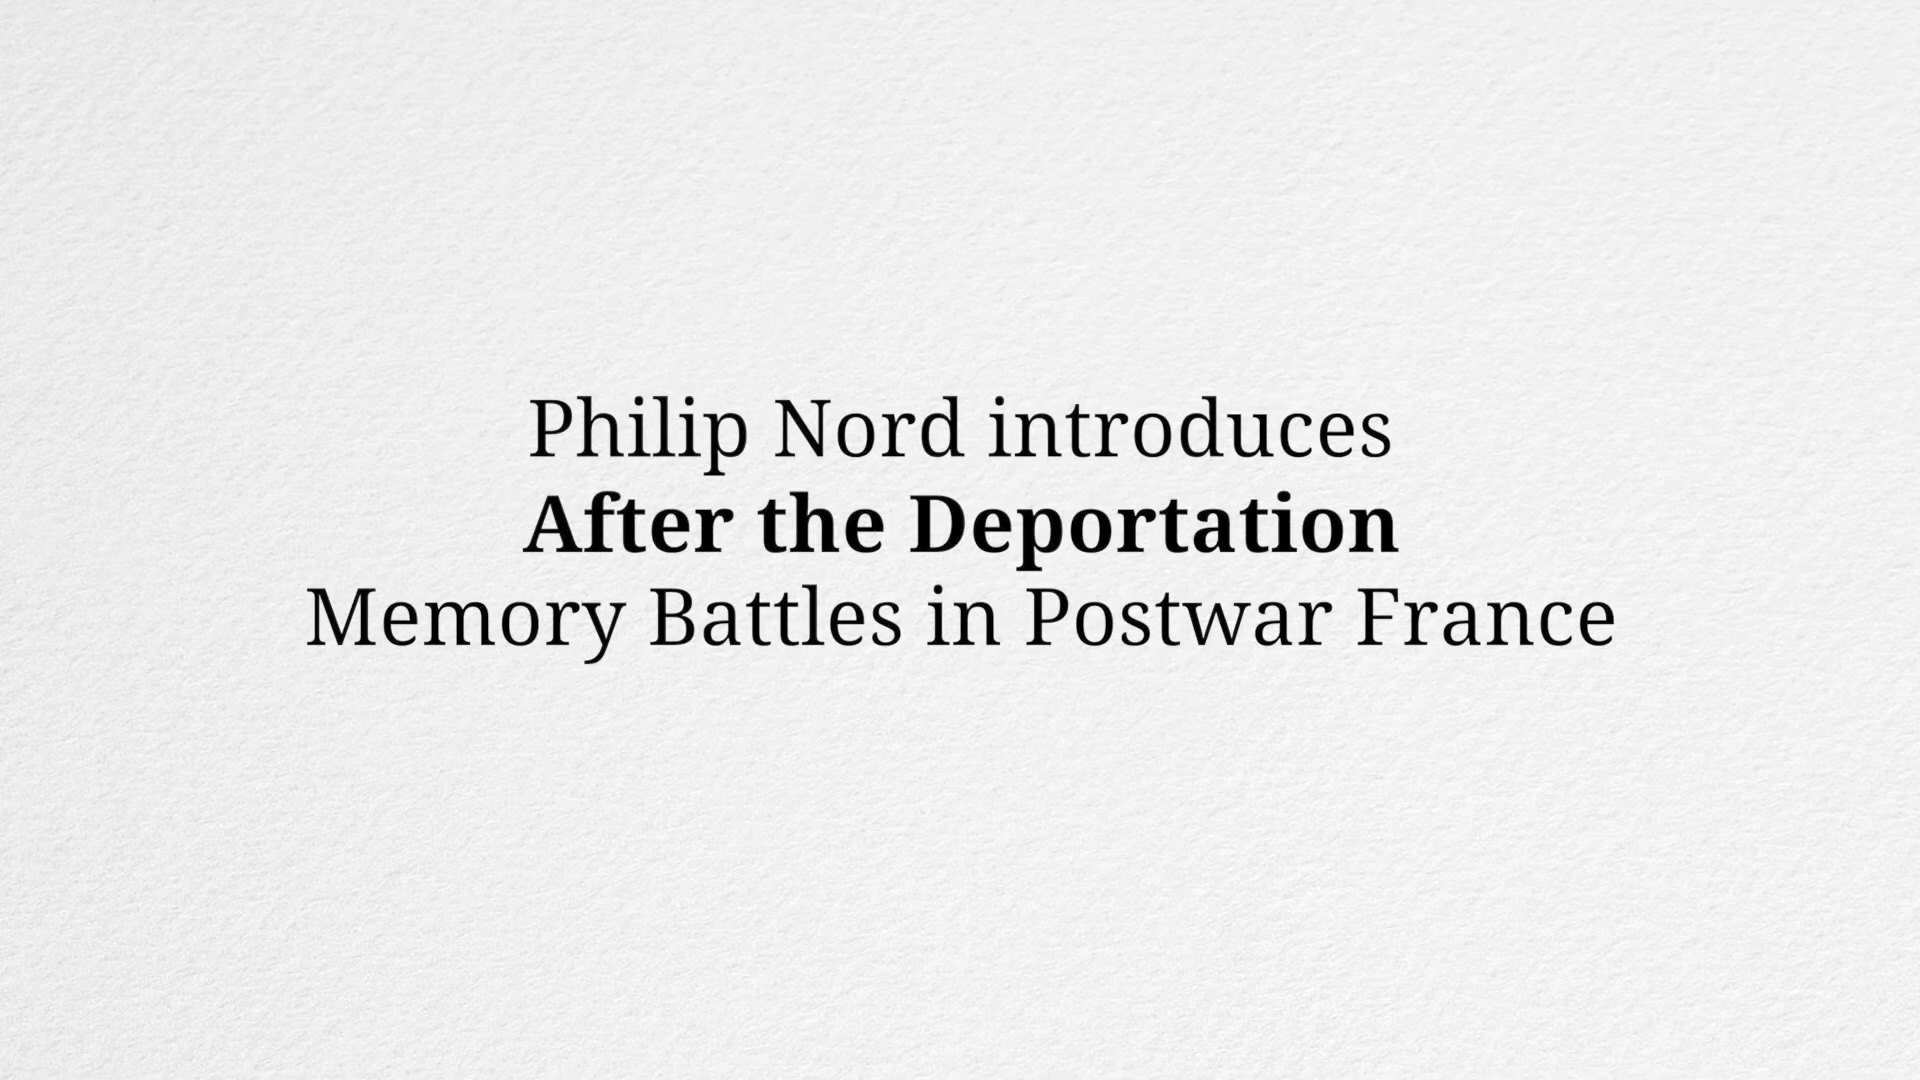 Philip Nord introduces
After the Deportation
Memory Battles in Postwar France